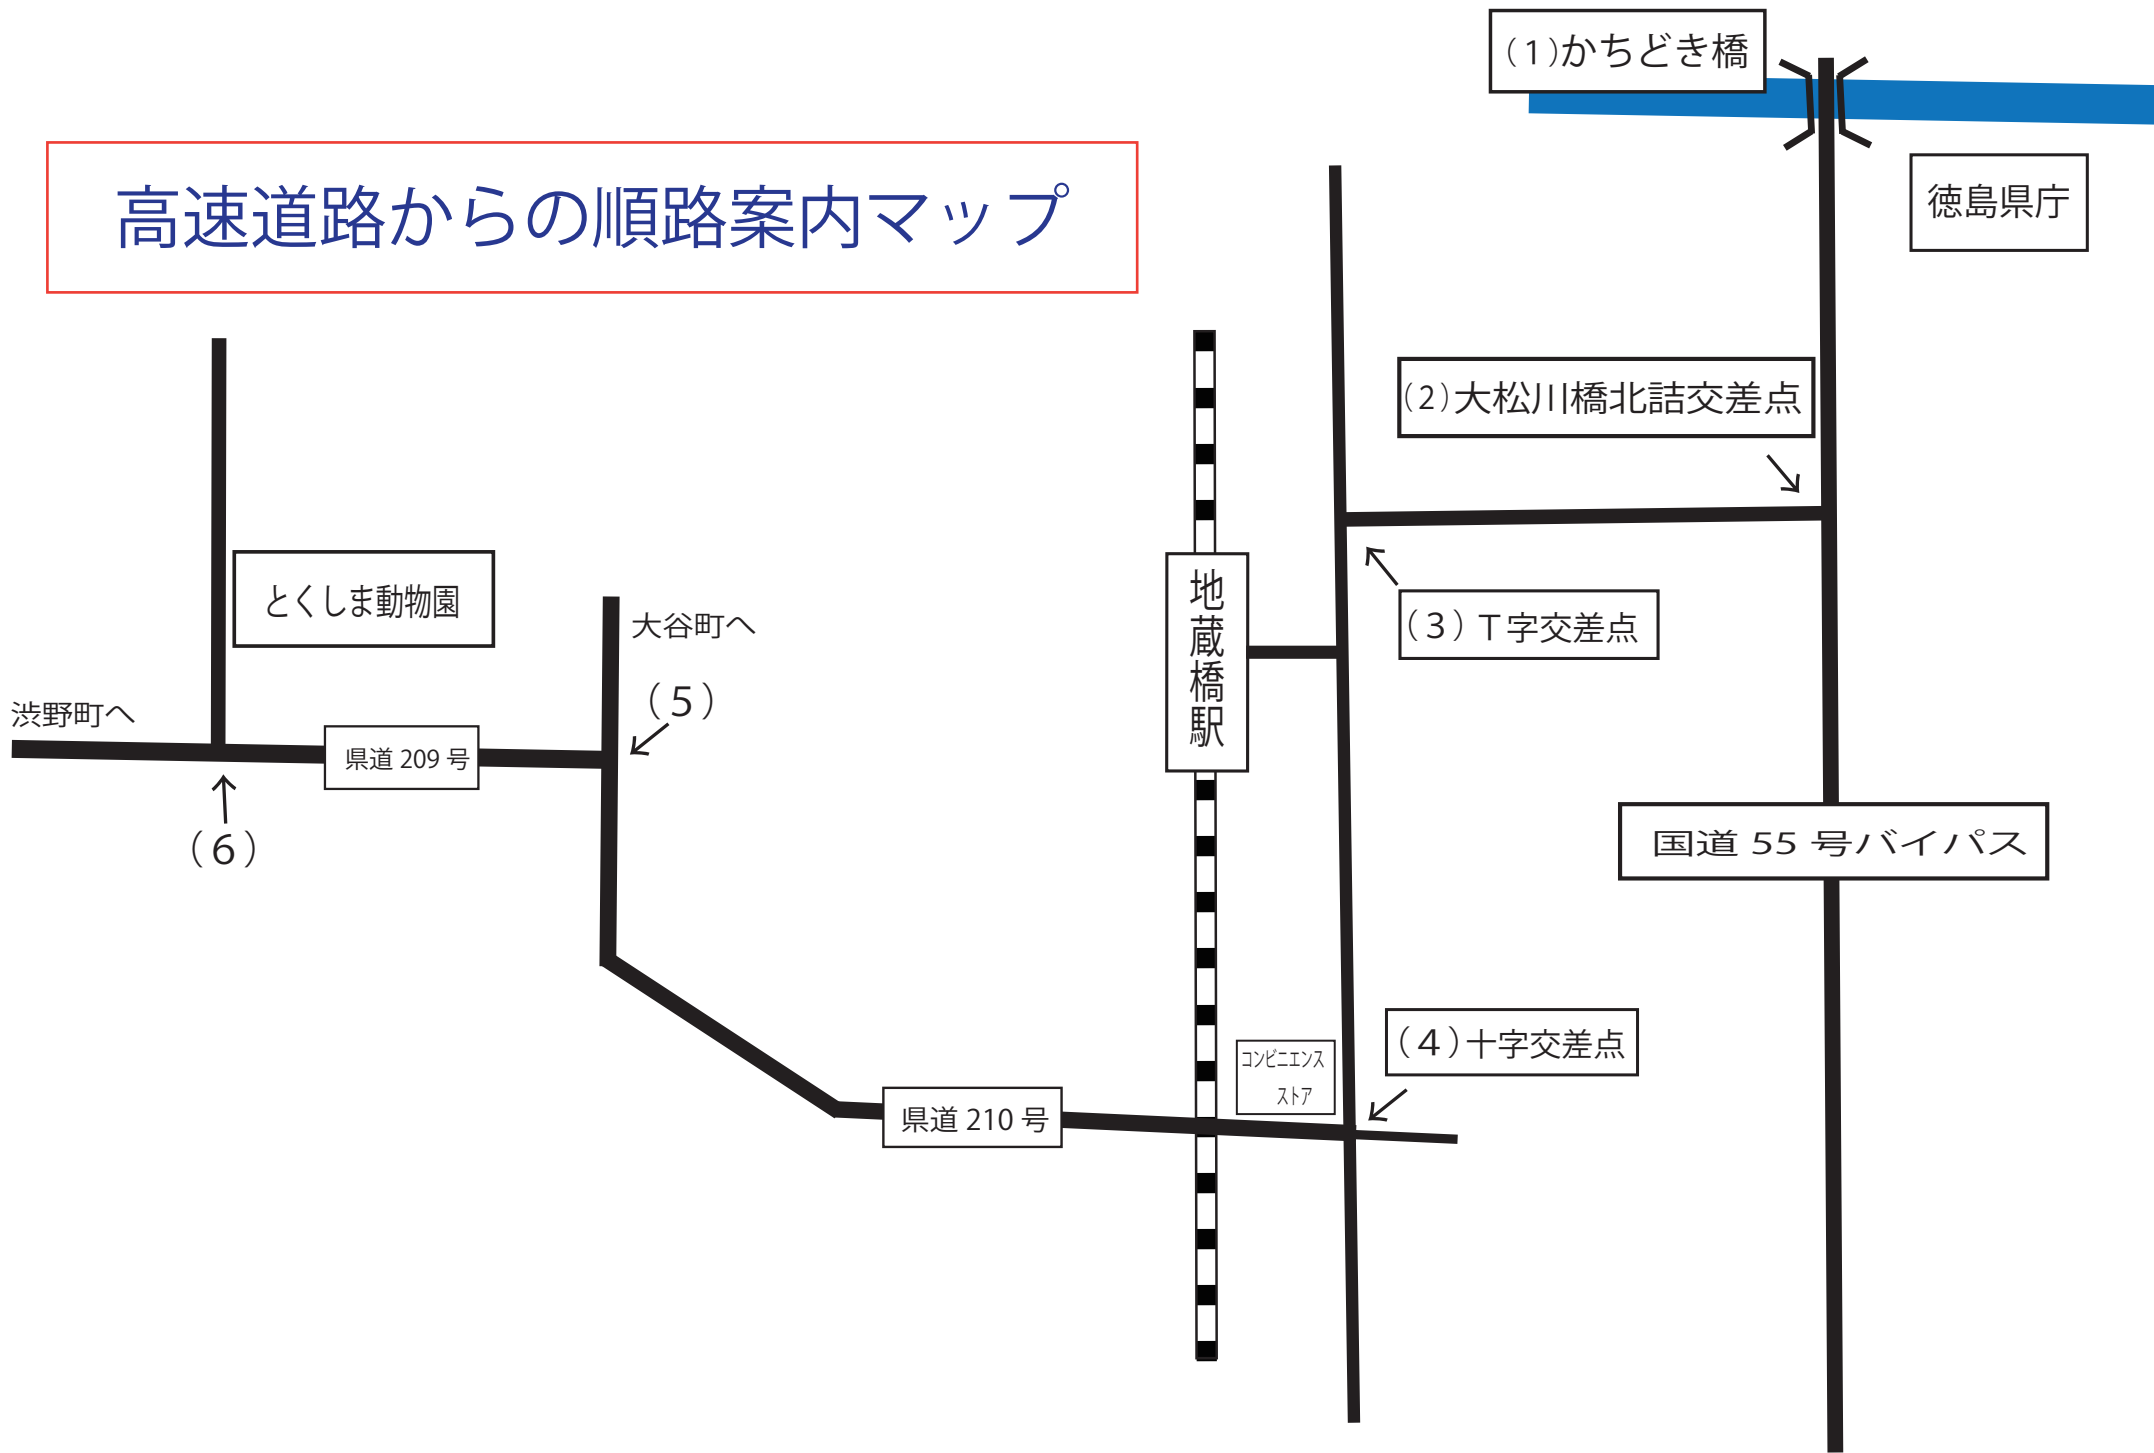 （1）かちどき橋
徳島県庁
高速道路からの順路案内マップ
（2）大松川橋北詰交差点
とくしま動物園
大谷町へ
地蔵橋駅
（3）T字交差点
（5）
渋野町へ
県道 209 号
（6）
国道 55 号バイパス
（4）十字交差点
コンビニエンス
ストア
県道 210 号